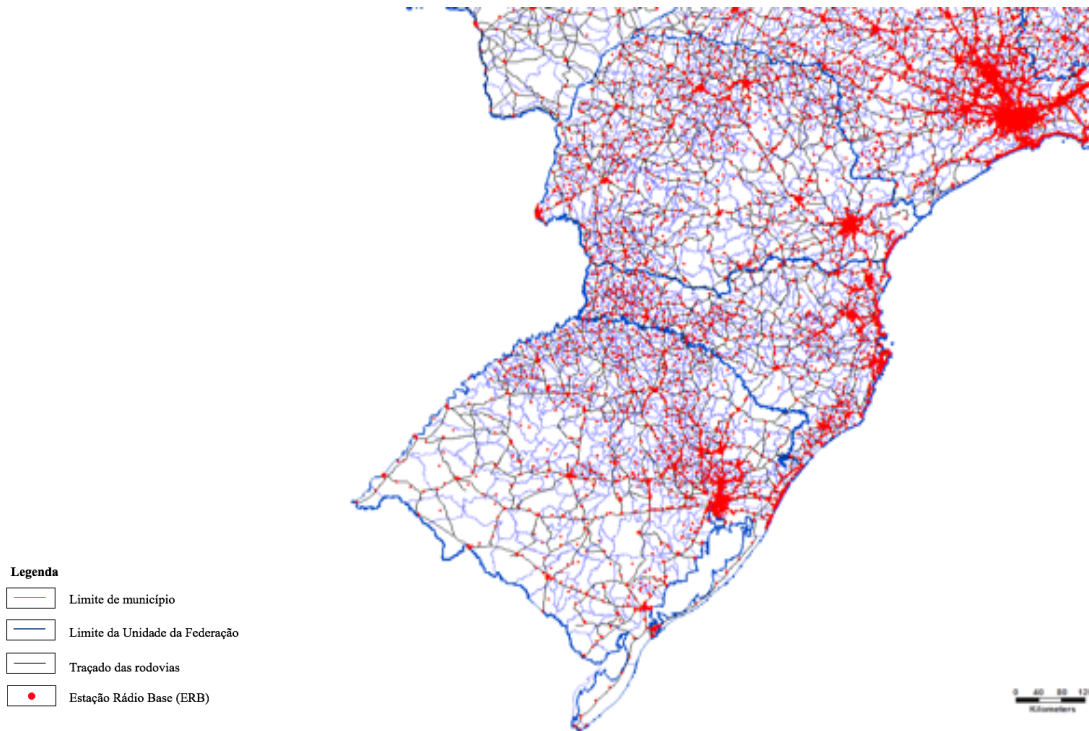 Legenda
Limite de município
Limite da Unidade da Federação
Traçado das rodovias
Estação Rádio Base (ERB)
0 40 80 12
Kilometers